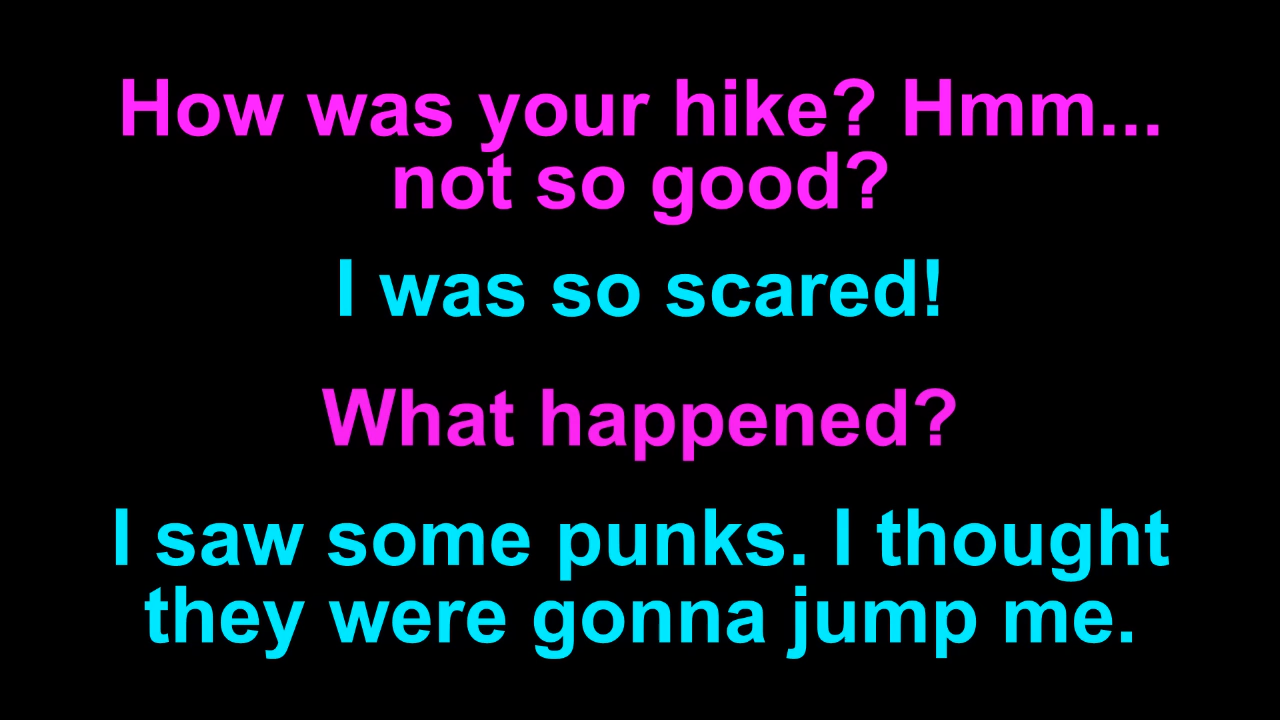 How was your hike? Hmm...
not so good?
I was so scared!
What happened?
I saw some punks. I thought
they were gonna jump me.